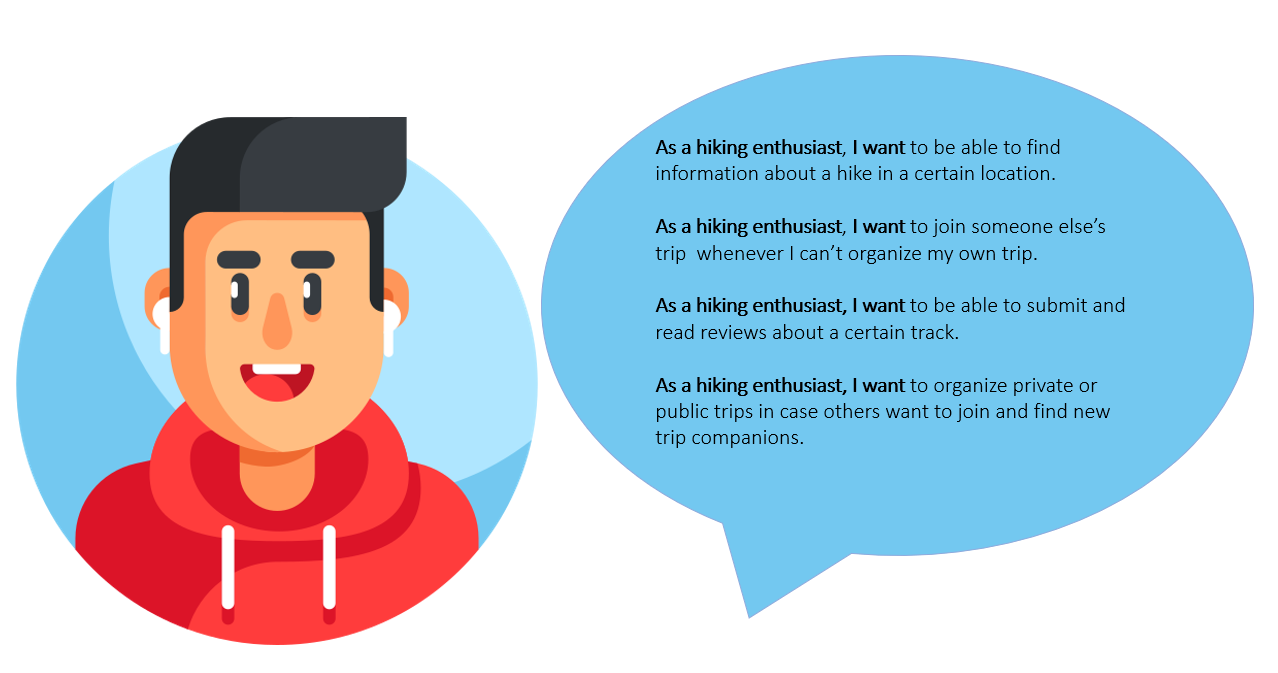 As a hiking enthusiast, I want to be able to find
information about a hike in a certain location.
As a hiking enthusiast, I want to join someone else’s
trip  whenever I can’t organize my own trip.
As a hiking enthusiast, I want to be able to submit and
read reviews about a certain track.
As a hiking enthusiast, I want to organize private or
public trips in case others want to join and find new
trip companions.